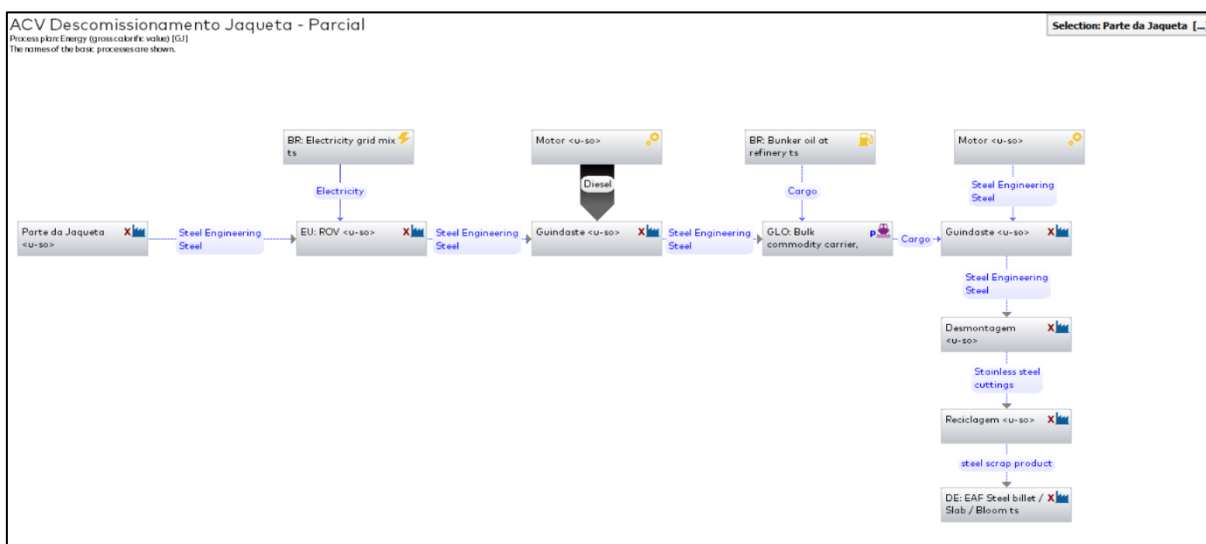 ACV Descomissionamento Jaqueta - Parcial
Process plan: Energy (gross calorific value) [GJ]
The names of the basic processes are shown.
Selection: Parte da Jaqueta [...]
BR: Electricity grid mix
ts
Motor <u-so>
BR: Bunker oil at
refinery ts
Motor <u-so>
Electricity
Diesel
Cargo
Steel Engineering
Steel
Parte da Jaqueta
<u-so>
X
Steel Engineering
Steel
EU: ROV <u-so>
X
Steel Engineering
Steel
Guindaste <u-so>
X
Steel Engineering
Steel
GLO: Bulk
commodity carrier,
P
Cargo
Guindaste <u-so>
X
Steel Engineering
Steel
Desmontagem
<u-so>
X
Stainless steel
cuttings
Reciclagem <u-so>
X
steel scrap product
DE: EAF Steel billet /
Slab / Bloom ts
X